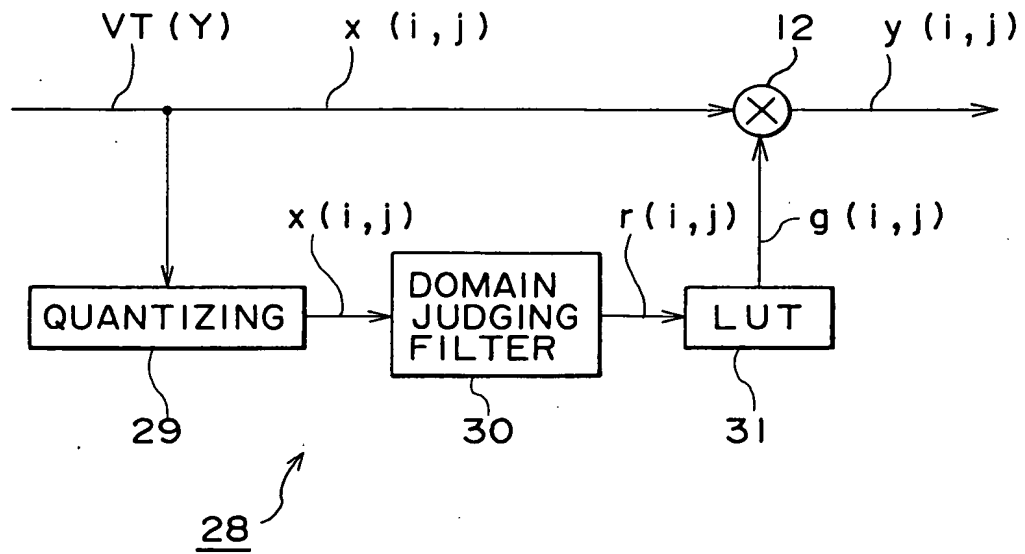 VT (Y) x (i,j) 12 y (i,j)
x (i,j) r(i,j) g (i,j)
QUANTIZING
DOMAIN
JUDGING
FILTER
LUT
29 30 31
28